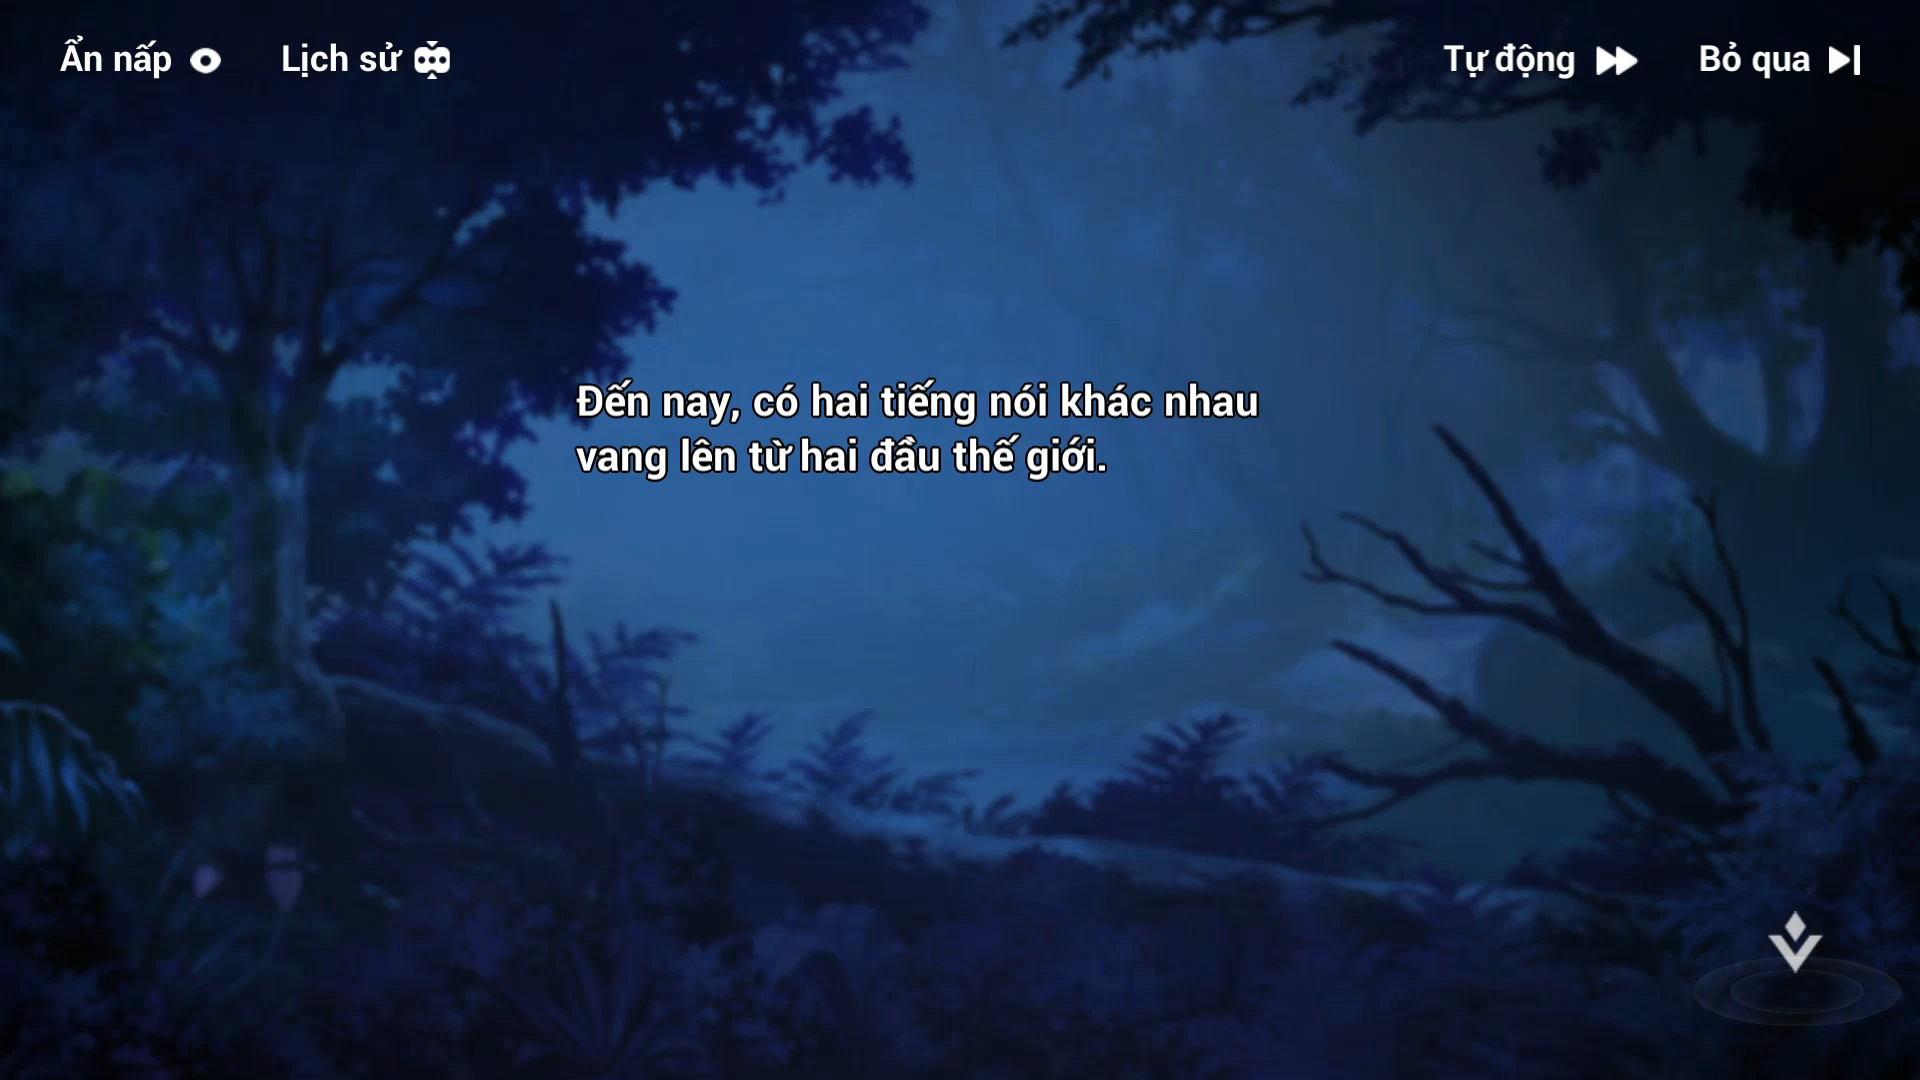 Ẩn nấp
Lịch sử
Tự động
Bỏ qua
Đến nay, có hai tiếng nói khác nhau
vang lên từ hai đầu thế giới.